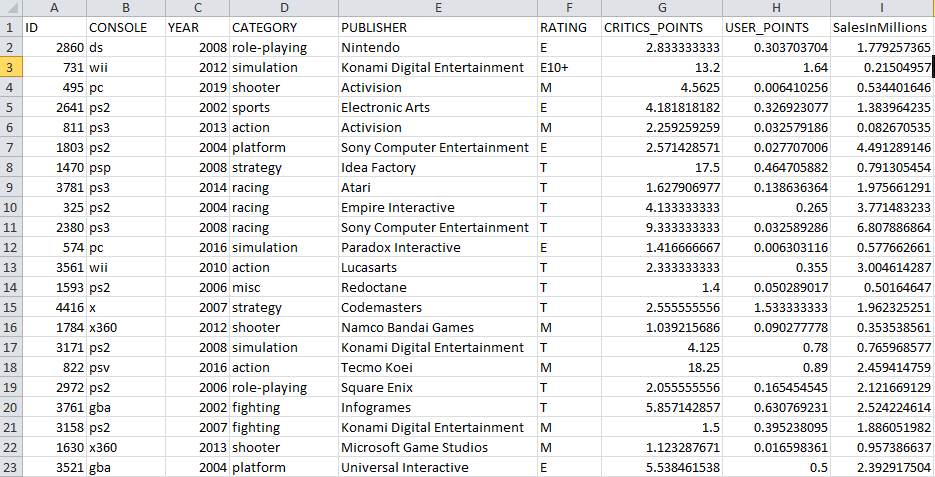 A B C D E F G H I
1 ID CONSOLE YEAR CATEGORY PUBLISHER RATING CRITICS_POINTS USER_POINTS SalesInMillions
2 2860 ds 2008 role-playing Nintendo E 2.833333333 0.303703704 1.779257365
3 731 wii 2012 simulation Konami Digital Entertainment E10+ 13.2 1.64 0.21504957
4 495 pc 2019 shooter Activision M 4.5625 0.006410256 0.534401646
5 2641 ps2 2002 sports Electronic Arts E 4.181818182 0.326923077 1.383964235
6 811 ps3 2013 action Activision M 2.259259259 0.032579186 0.082670535
7 1803 ps2 2004 platform Sony Computer Entertainment E 2.571428571 0.027707006 4.491289146
8 1470 psp 2008 strategy Idea Factory T 17.5 0.464705882 0.791305454
9 3781 ps3 2014 racing Atari T 1.627906977 0.138636364 1.975661291
10 325 ps2 2004 racing Empire Interactive T 4.133333333 0.265 3.771483233
11 2380 ps3 2008 racing Sony Computer Entertainment T 9.333333333 0.032589286 6.807886864
12 574 pc 2016 simulation Paradox Interactive E 1.416666667 0.006303116 0.577662661
13 3561 wii 2010 action Lucasarts T 2.333333333 0.355 3.004614287
14 1593 ps2 2006 misc Redoctane T 1.4 0.050289017 0.50164647
15 4416 x 2007 strategy Codemasters T 2.555555556 1.533333333 1.962325251
16 1784 x360 2012 shooter Namco Bandai Games M 1.039215686 0.090277778 0.353538561
17 3171 ps2 2008 simulation Konami Digital Entertainment T 4.125 0.78 0.765968577
18 822 psv 2016 action Tecmo Koei M 18.25 0.89 2.459414759
19 2972 ps2 2006 role-playing Square Enix T 2.055555556 0.165454545 2.121669129
20 3761 gba 2002 fighting Infogrames T 5.857142857 0.630769231 2.524224614
21 3158 ps2 2007 fighting Konami Digital Entertainment M 1.5 0.395238095 1.886051982
22 1630 x360 2013 shooter Microsoft Game Studios M 1.123287671 0.016598361 0.957386637
23 3521 gba 2004 platform Universal Interactive E 5.538461538 0.5 2.392917504